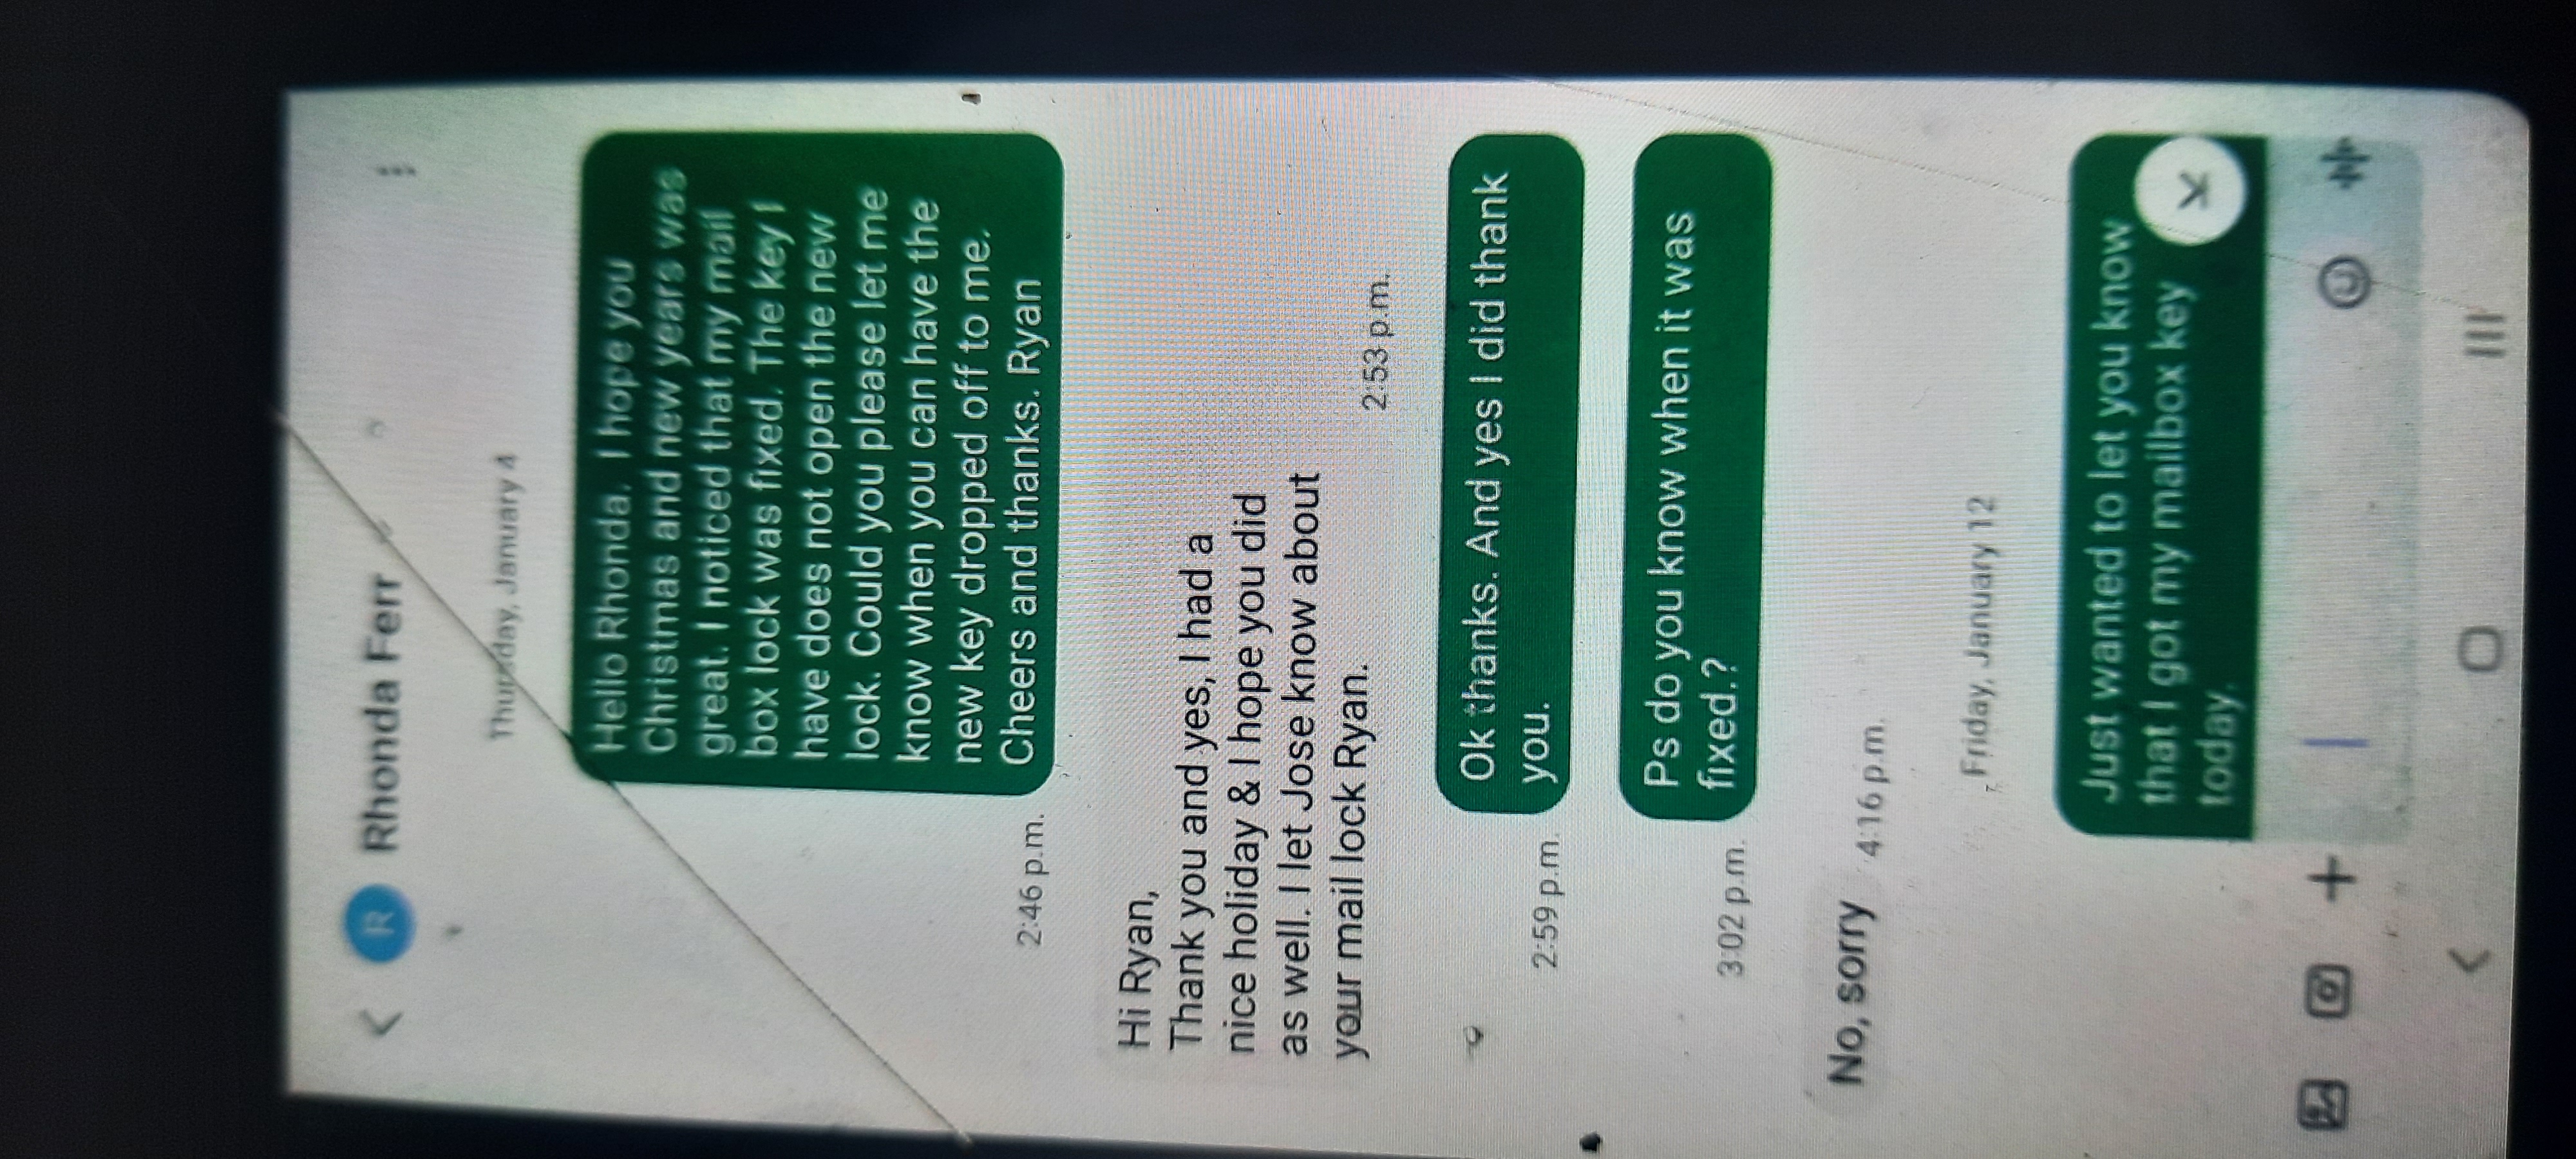 R Rhonda Ferr
Thursday, January 4
Hello Rhonda. I hope you
Christmas and new years was
great. I noticed that my mail
box lock was fixed. The key I
have does not open the new
lock. Could you please let me
know when you can have the
new key dropped off to me.
Cheers and thanks. Ryan
2:46 p.m.
Hi Ryan,
Thank you and yes, I had a
nice holiday & I hope you did
as well. I let Jose know about
your mail lock Ryan.
2:53 p.m.
Ok thanks. And yes I did thank
you.
2:59 p.m.
Ps do you know when it was
fixed.?
3:02 p.m.
No, sorry
4:16 p.m.
Friday, January 12
Just wanted to let you know
that I got my mailbox key
today.